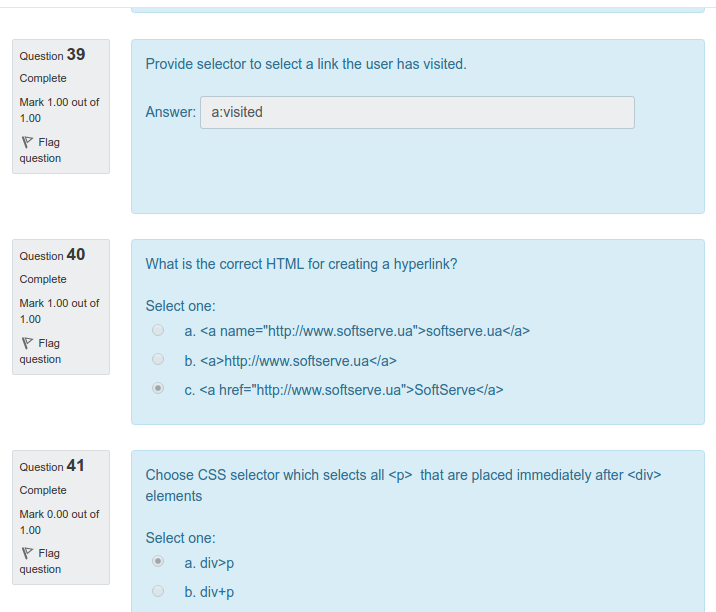 Question 39
Complete
Mark 1.00 out of
1.00
Flag
question
Provide selector to select a link the user has visited.
Answer: a:visited
Question 40
Complete
Mark 1.00 out of
1.00
Flag
question
What is the correct HTML for creating a hyperlink?
Select one:
a. <a name="http://www.softserve.ua">softserve.ua</a>
b. <a>http://www.softserve.ua</a>
c. <a href="http://www.softserve.ua">SoftServe</a>
Question 41
Complete
Mark 0.00 out of
1.00
Flag
question
Choose CSS selector which selects all <p>  that are placed immediately after <div>
elements
Select one:
a. div>p
b. div+p